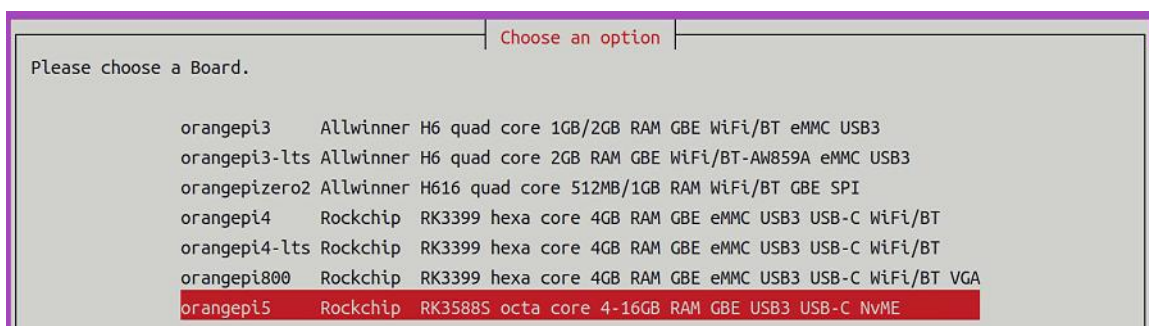 Choose an option
Please choose a Board.
orangepi3 Allwinner H6 quad core 1GB/2GB RAM GBE WiFi/BT eMMC USB3
orangepi3-lts Allwinner H6 quad core 2GB RAM GBE WiFi/BT-AW859A eMMC USB3
orangepizero2 Allwinner H616 quad core 512MB/1GB RAM WiFi/BT GBE SPI
orangepi4 Rockchip RK3399 hexa core 4GB RAM GBE eMMC USB3 USB-C WiFi/BT
orangepi4-lts Rockchip RK3399 hexa core 4GB RAM GBE eMMC USB3 USB-C WiFi/BT
orangepi800 Rockchip RK3399 hexa core 4GB RAM GBE eMMC USB3 USB-C WiFi/BT VGA
orangepi5 Rockchip RK3588S octa core 4-16GB RAM GBE USB3 USB-C NvME